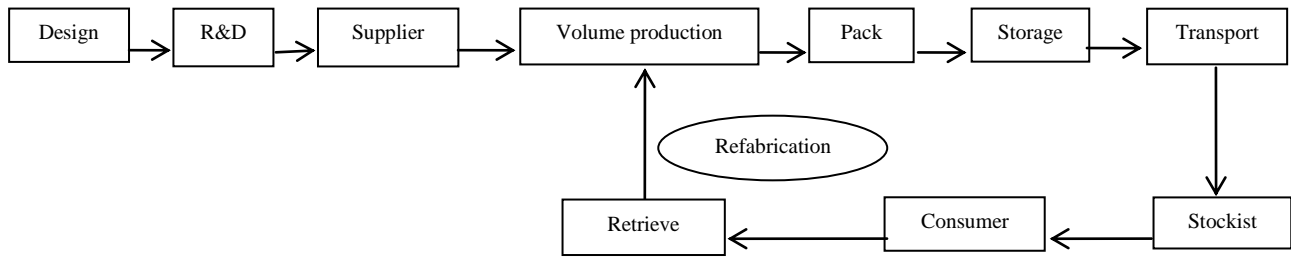 Design
R&D
Supplier
Volume production
Pack
Storage
Transport
Refabrication
Retrieve
Consumer
Stockist